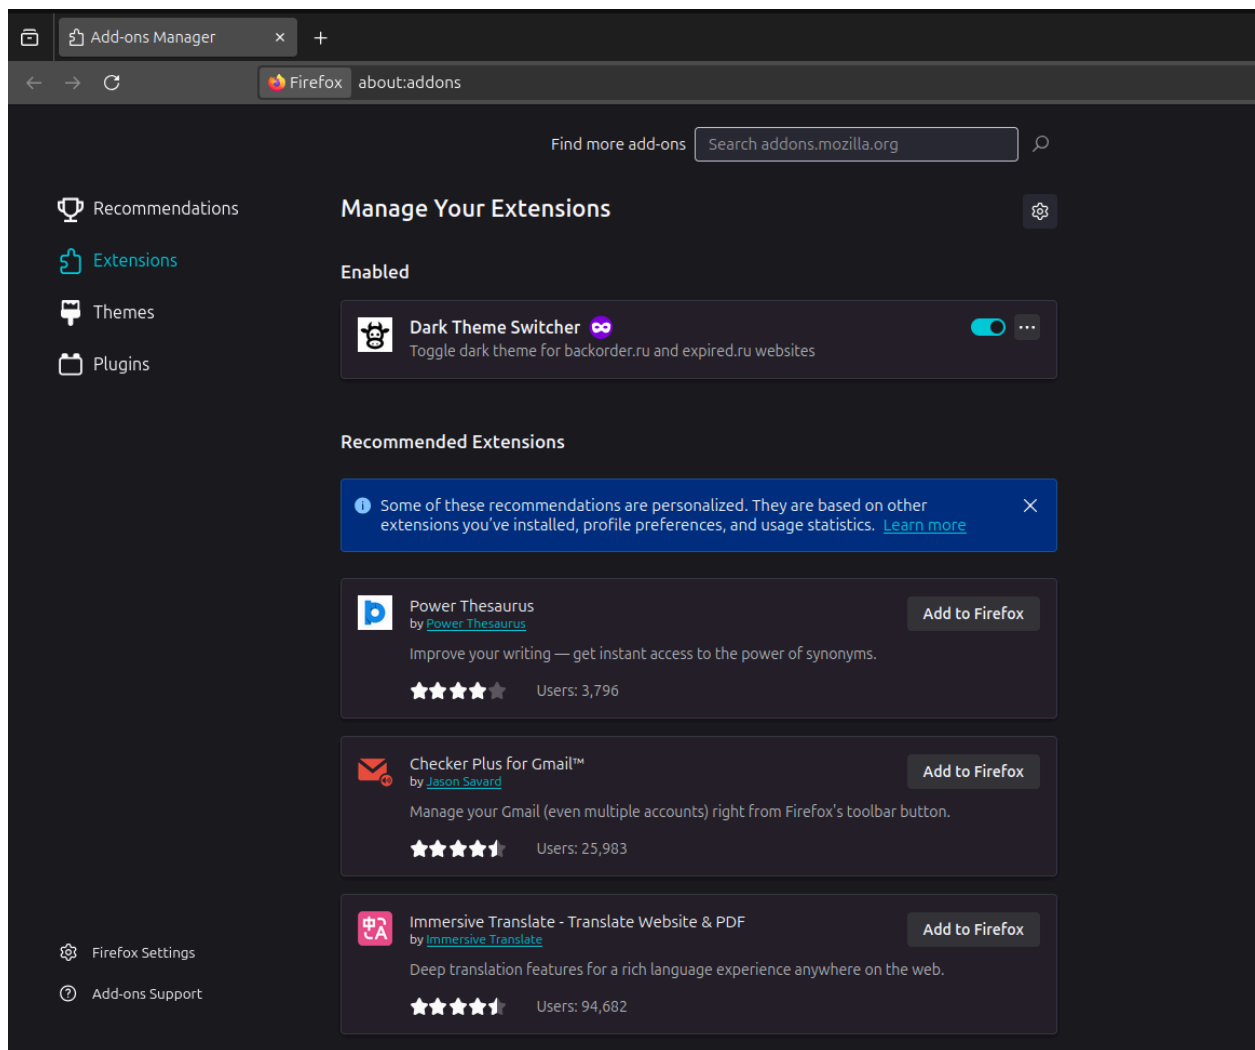 Add-ons Manager
Firefox about:addons
Find more add-ons Search addons.mozilla.org
Recommendations
Extensions
Themes
Plugins
Manage Your Extensions
Enabled
Dark Theme Switcher
Toggle dark theme for backorder.ru and expired.ru websites
Recommended Extensions
Some of these recommendations are personalized. They are based on other
extensions you've installed, profile preferences, and usage statistics. Learn more
Power Thesaurus
by Power Thesaurus
Add to Firefox
Improve your writing — get instant access to the power of synonyms.
Users: 3,796
Checker Plus for Gmail™
by Jason Savard
Add to Firefox
Manage your Gmail (even multiple accounts) right from Firefox's toolbar button.
Users: 25,983
Immersive Translate - Translate Website & PDF
by Immersive Translate
Add to Firefox
Deep translation features for a rich language experience anywhere on the web.
Users: 94,682
Firefox Settings
Add-ons Support